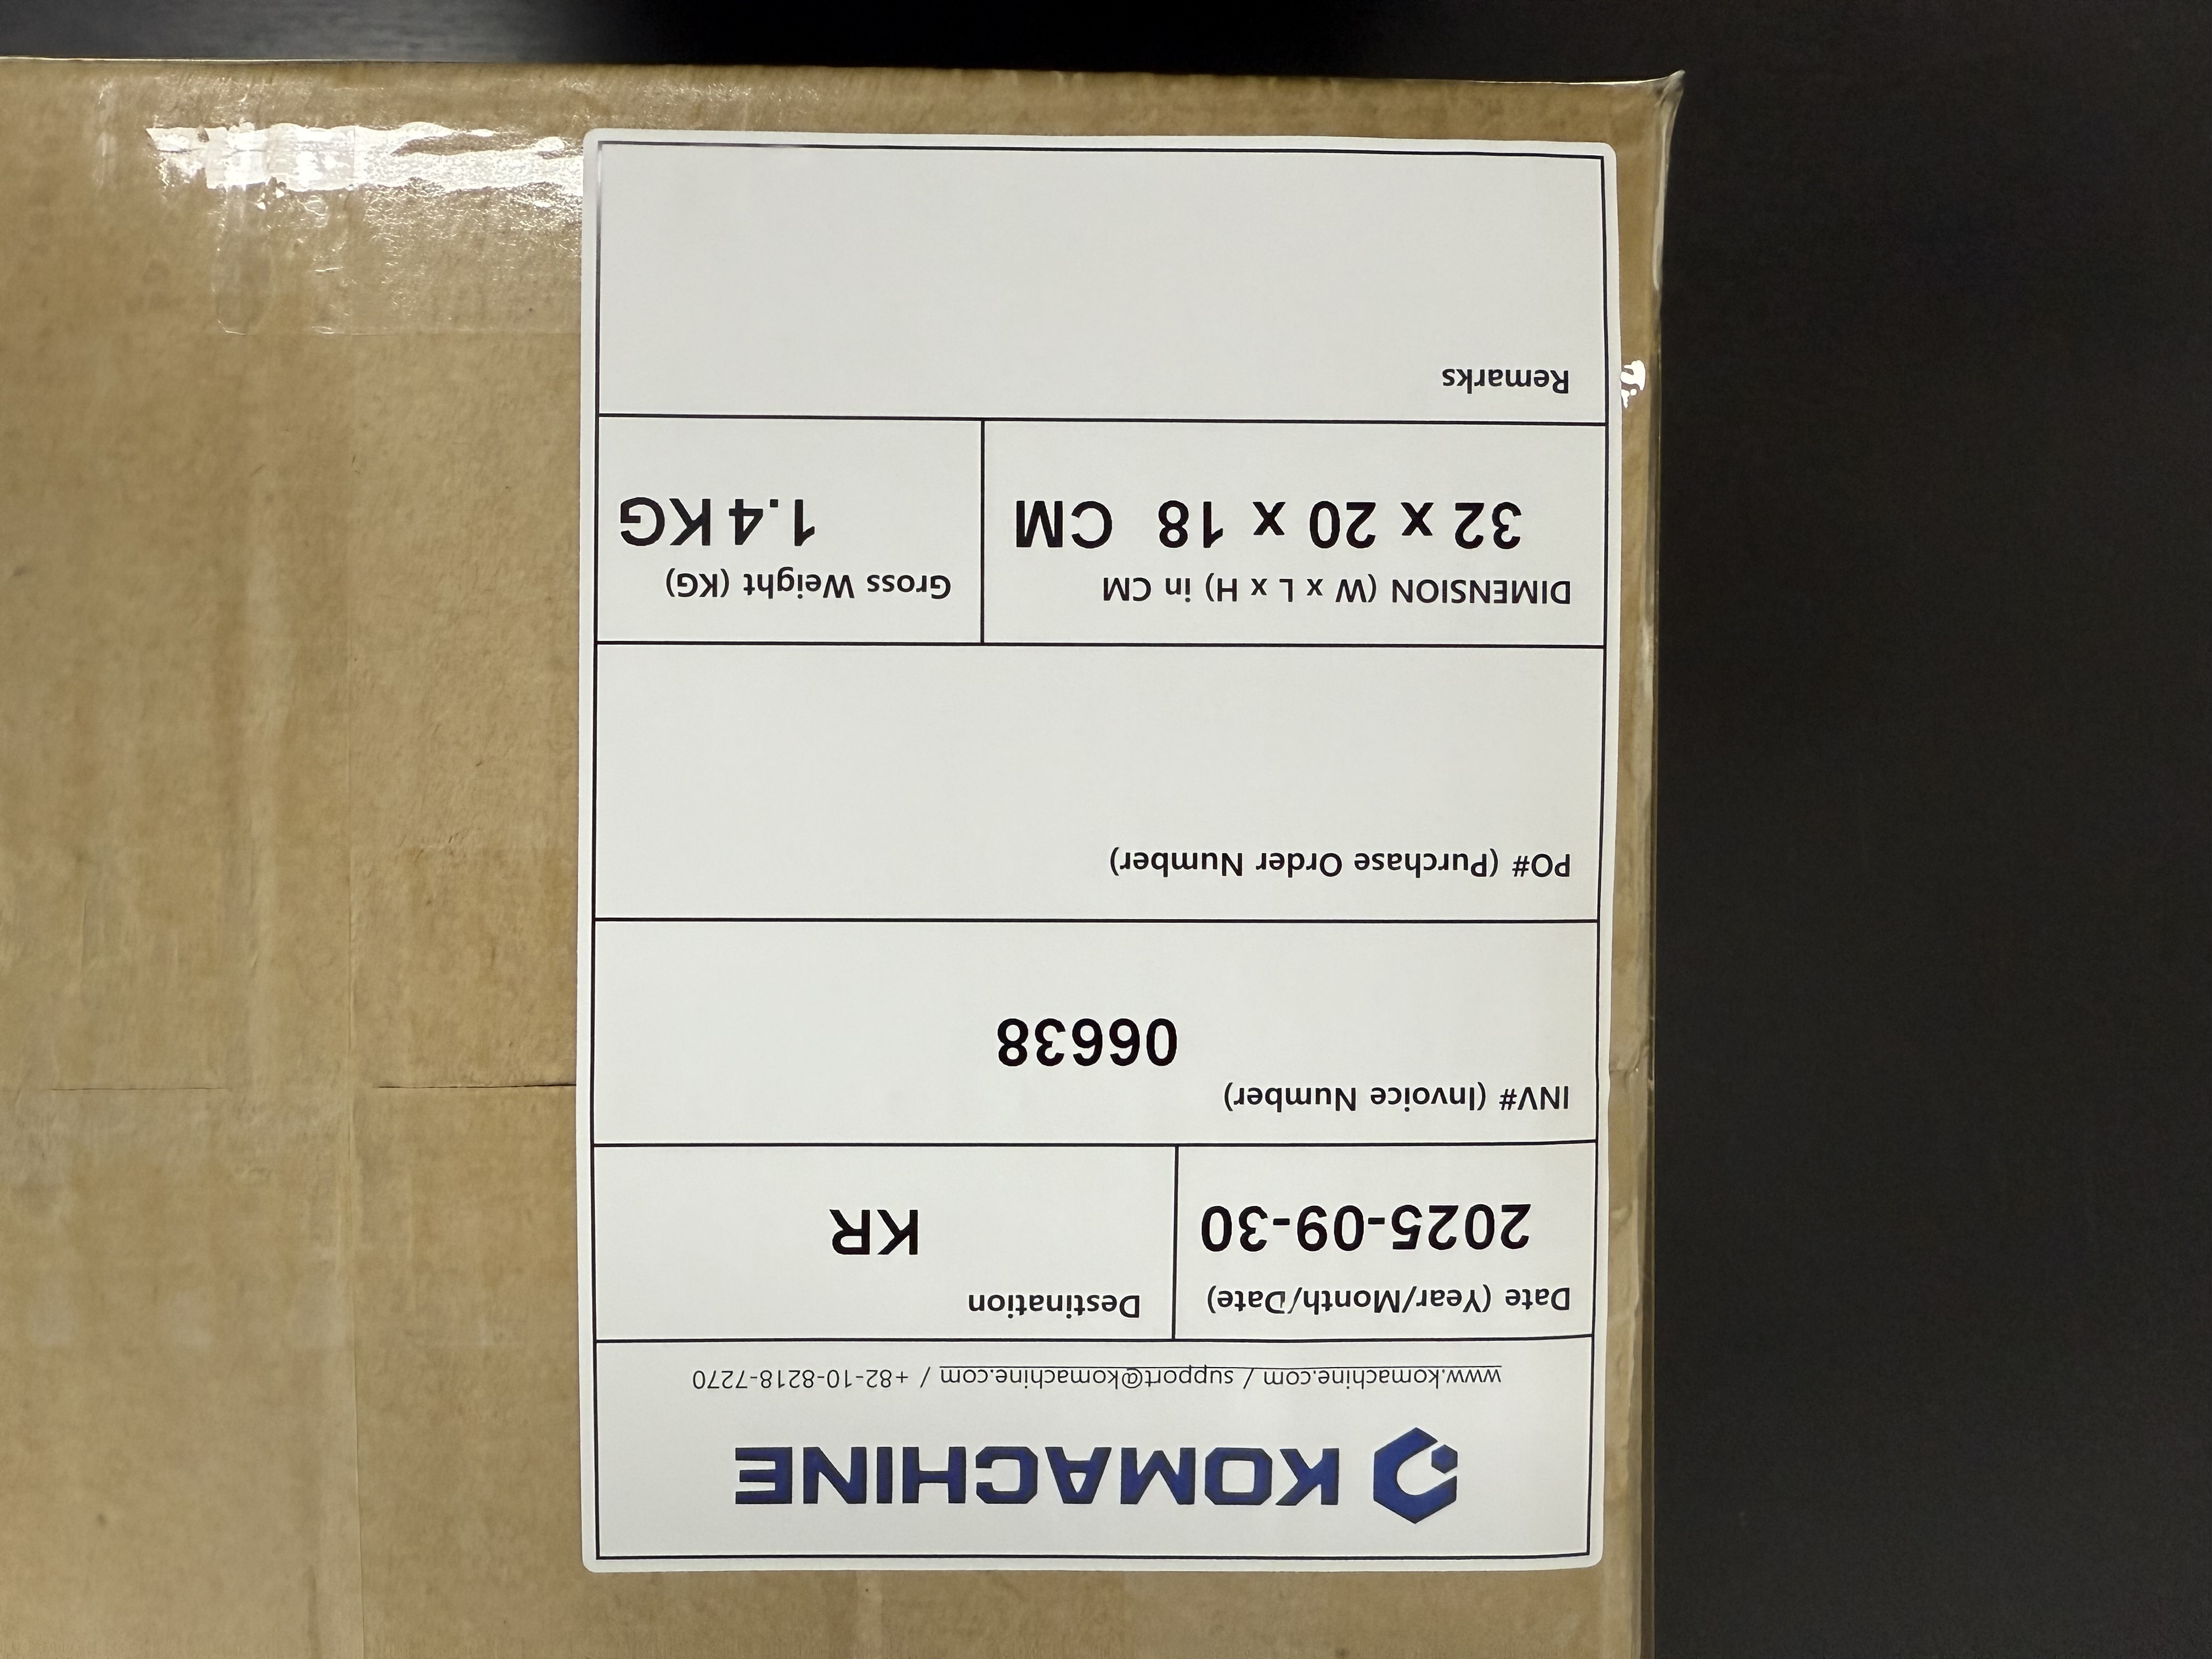 KOMACHINE
www.komachine.com / support@komachine.com / +82-10-8218-7270
Date (Year/Month/Date)
2025-09-30
Destination
KR
INV# (Invoice Number)
06638
PO# (Purchase Order Number)
DIMENSION (W x L x H) in CM
32 x 20 x 18 CM
Gross Weight (KG)
1.4 KG
Remarks